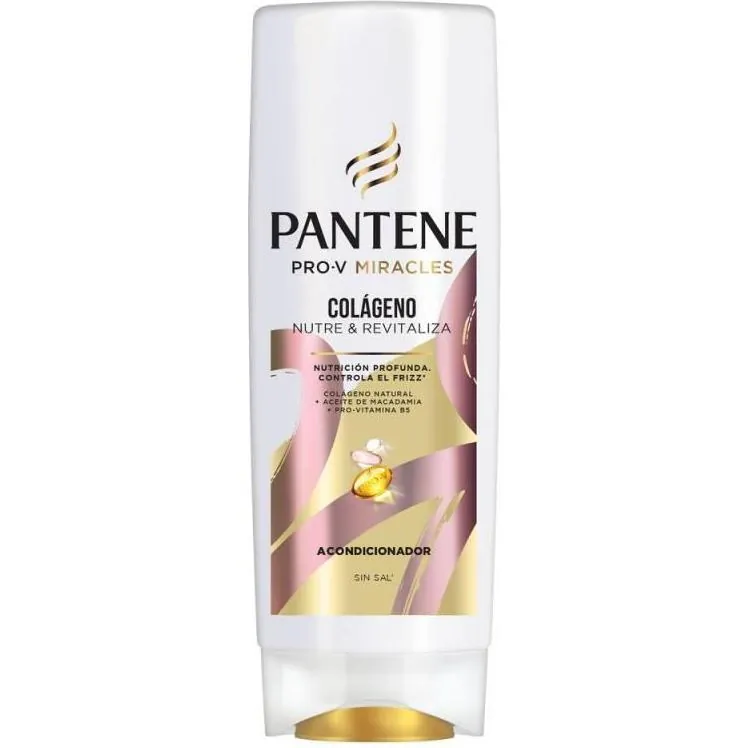 PANTENE
PRO-V MIRACLES
COLÁGENO
NUTRE & REVITALIZA
NUTRICIÓN PROFUNDA.
CONTROLA EL FRIZZ*
COLÁGENO NATURAL
+ ACEITE DE MACADAMIA
+ PRO-VITAMINA B5
ACONDICIONADOR
SIN SAL*